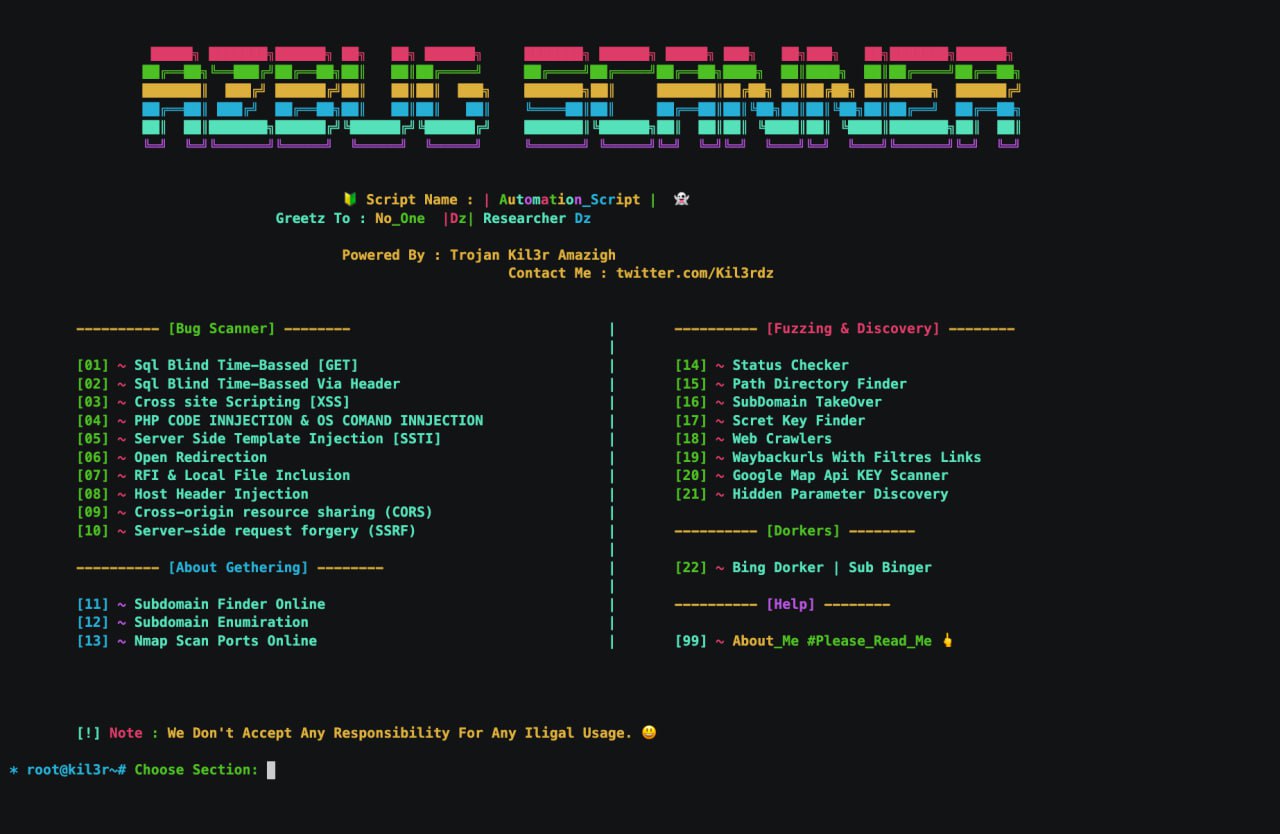 AZBUG SCANNER
Script Name : | Automation_Script |
Greetz To : No_One |Dz| Researcher Dz
Powered By : Trojan Kil3r Amazigh
Contact Me : twitter.com/Kil3rdz
---------- [Bug Scanner] --------
[01] ~ Sql Blind Time-Bassed [GET]
[02] ~ Sql Blind Time-Bassed Via Header
[03] ~ Cross site Scripting [XSS]
[04] ~ PHP CODE INNJECTION & OS COMAND INNJECTION
[05] ~ Server Side Template Injection [SSTI]
[06] ~ Open Redirection
[07] ~ RFI & Local File Inclusion
[08] ~ Host Header Injection
[09] ~ Cross-origin resource sharing (CORS)
[10] ~ Server-side request forgery (SSRF)
---------- [About Gethering] --------
[11] ~ Subdomain Finder Online
[12] ~ Subdomain Enumiration
[13] ~ Nmap Scan Ports Online
---------- [Fuzzing & Discovery] --------
[14] ~ Status Checker
[15] ~ Path Directory Finder
[16] ~ SubDomain TakeOver
[17] ~ Scret Key Finder
[18] ~ Web Crawlers
[19] ~ Waybackurls With Filtres Links
[20] ~ Google Map Api KEY Scanner
[21] ~ Hidden Parameter Discovery
---------- [Dorkers] --------
[22] ~ Bing Dorker | Sub Binger
---------- [Help] --------
[99] ~ About_Me #Please_Read_Me
[!] Note : We Don't Accept Any Responsibility For Any Iligal Usage.
* root@kil3r~# Choose Section: